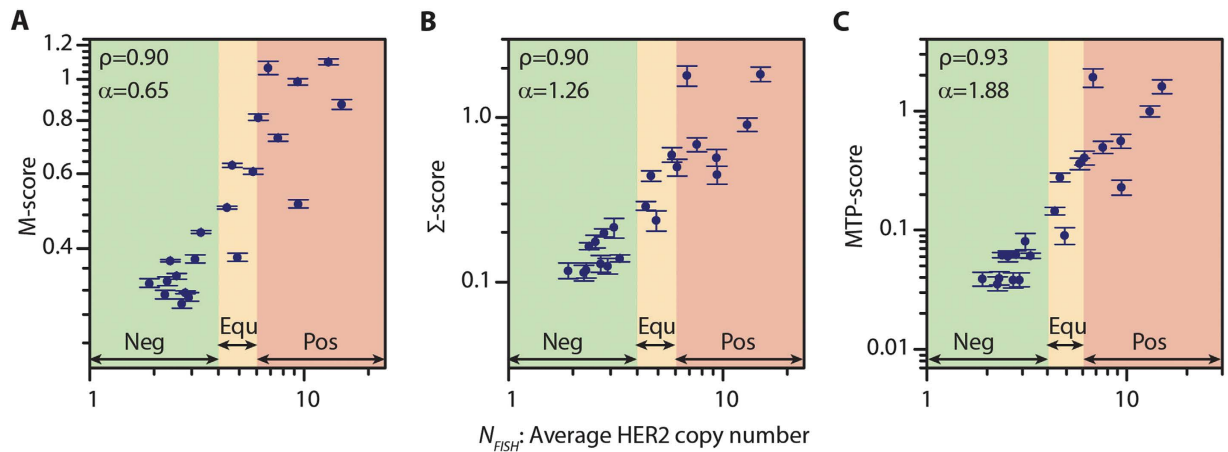 A
M-score
1.2
1
0.8
0.6
0.4
ρ=0.90
α=0.65
Neg
Equ
Pos
1
10
B
Σ-score
1.0
0.1
ρ=0.90
α=1.26
Neg
Equ
Pos
1
10
C
MTP-score
1
0.1
0.01
ρ=0.93
α=1.88
Neg
Equ
Pos
1
10
N_FISH: Average HER2 copy number